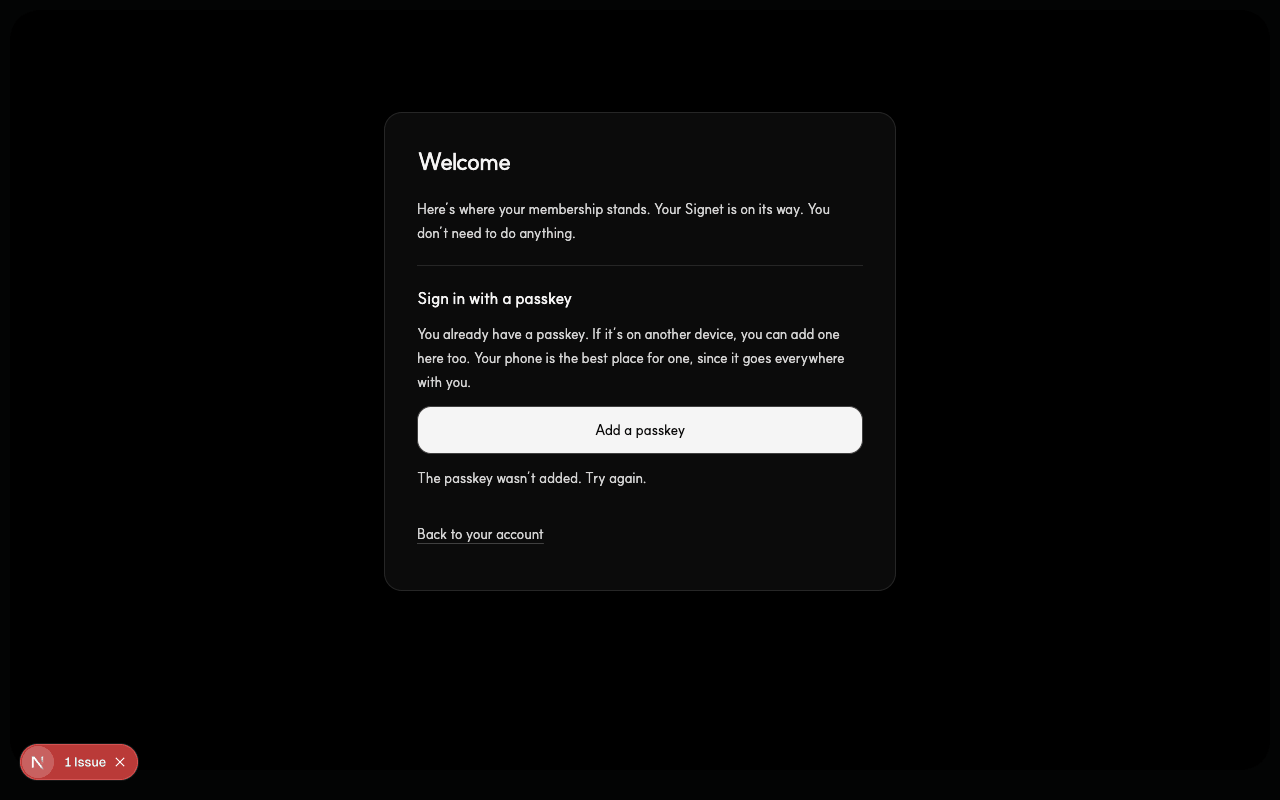 Welcome
Here’s where your membership stands. Your Signet is on its way. You
don’t need to do anything.
Sign in with a passkey
You already have a passkey. If it’s on another device, you can add one
here too. Your phone is the best place for one, since it goes everywhere
with you.
Add a passkey
The passkey wasn’t added. Try again.
Back to your account
N 1 Issue